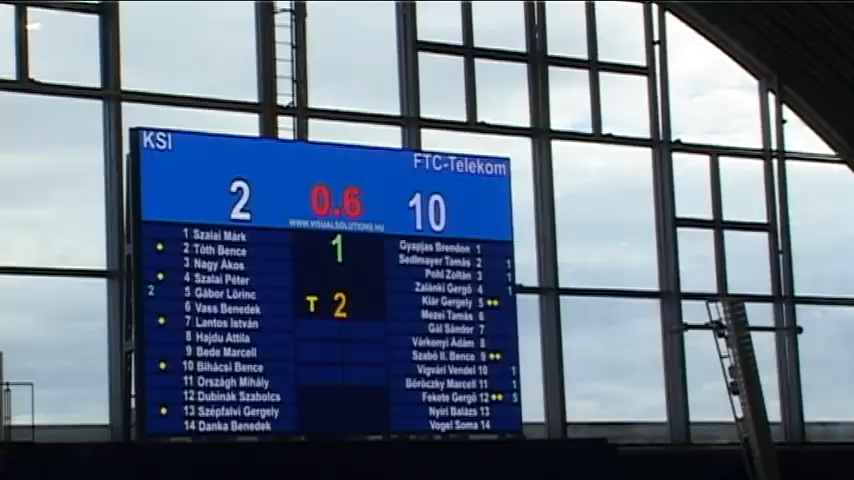 KSI
FTC-Telekom
2 0.6 10
WWW.VISUALSOLUTIONS.HU
1
T 2
1 Szalai Márk
2 Tóth Bence
3 Nagy Ákos
4 Szalai Péter
2 5 Gábor Lőrinc
6 Vass Benedek
7 Lantos István
8 Hajdu Attila
9 Bede Marcell
10 Bihácsi Bence
11 Országh Mihály
12 Dubinák Szabolcs
13 Szépfalvi Gergely
14 Danka Benedek
Gyapjas Brendon 1
Sedlmayer Tamás 2 1
Pohl Zoltán 3 1
Zalánki Gergő 4 1
Klár Gergely 5
Mezei Tamás 6
Gál Sándor 7
Várkonyi Ádám 8
Szabó II. Bence 9
Vigvári Vendel 10 1
Böröczky Marcell 11 1
Fekete Gergő 12 5
Nyíri Balázs 13
Vogel Soma 14